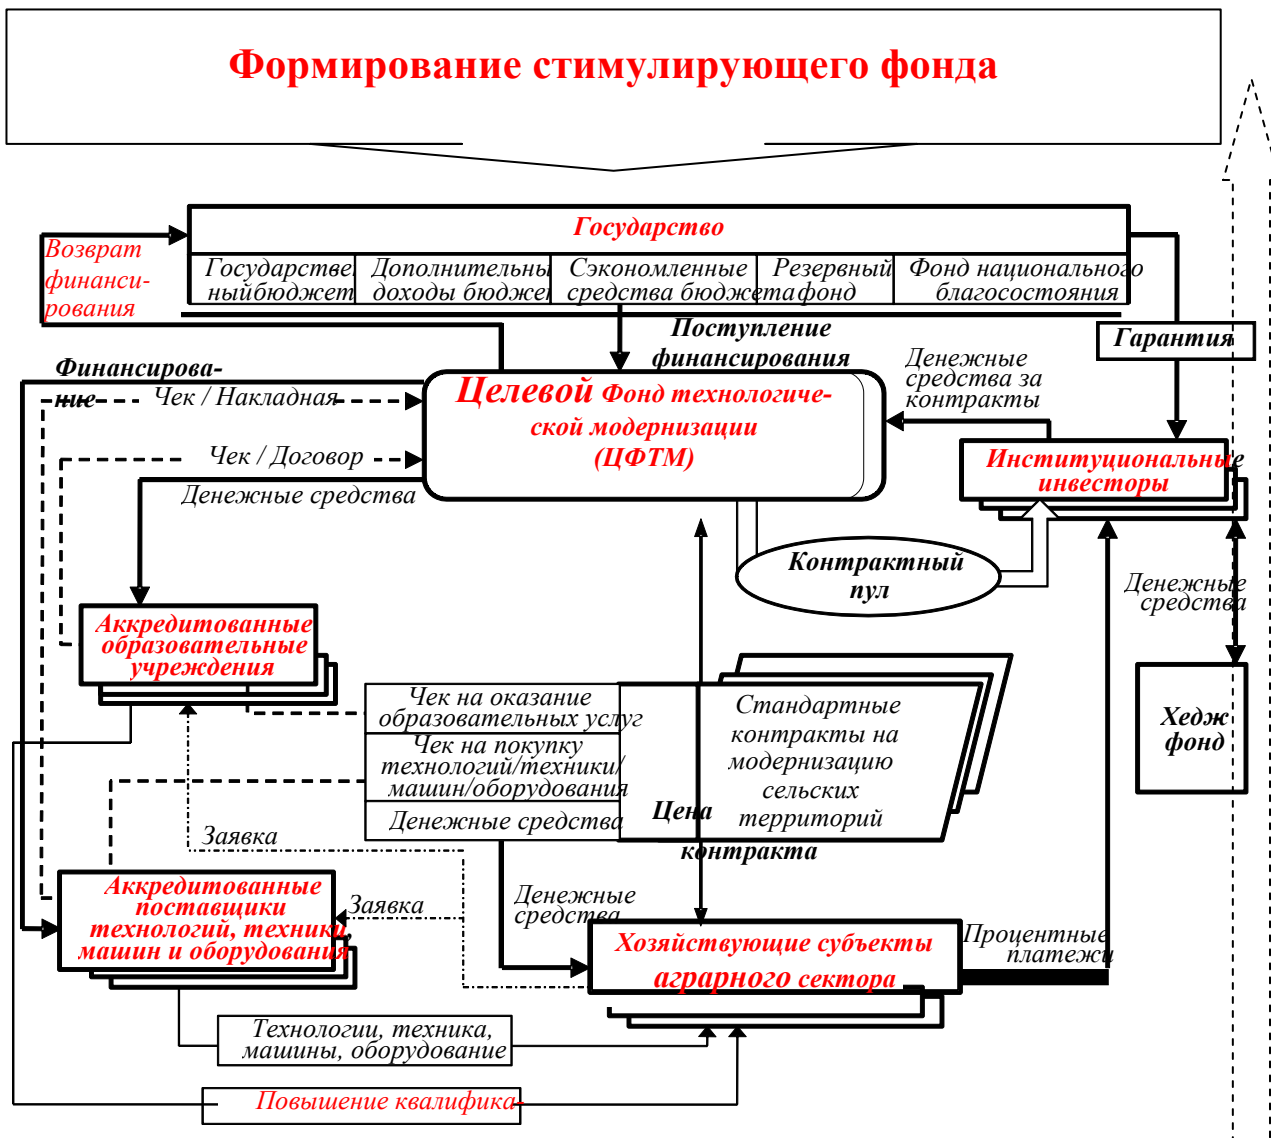 Формирование стимулирующего фонда
Государство
Возврат
финанси-
рования
Государствен
ныйбюджет
Дополнительны
доходы бюджет
Сэкономленные
средства бюджета
Резервный
фонд
Фонд национального
благосостояния
Поступление
финансирования
Гарантия
Финансирова-
ние
Чек / Накладная
Чек / Договор
Денежные средства
Целевой Фонд технологиче-
ской модернизации
(ЦФТМ)
Денежные
средства за
контракты
Институциональные
инвесторы
Контрактный
пул
Денежные
средства
Аккредитованные
образовательные
учреждения
Чек на оказание
образовательных услуг
Чек на покупку
технологий/техники/
машин/оборудования
Денежные средства
Стандартные
контракты на
модернизацию
сельских
территорий
Цена
контракта
Хедж
фонд
Заявка
Аккредитованные
поставщики
технологий, техники,
машин и оборудования
Заявка
Денежные
средства
Хозяйствующие субъекты
аграрного сектора
Процентные
платежи
Технологии, техника,
машины, оборудование
Повышение квалифика-